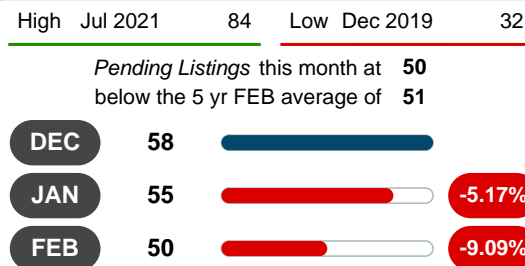 High Jul 2021 84 Low Dec 2019 32
Pending Listings this month at 50
below the 5 yr FEB average of 51
DEC 58
JAN 55 -5.17%
FEB 50 -9.09%